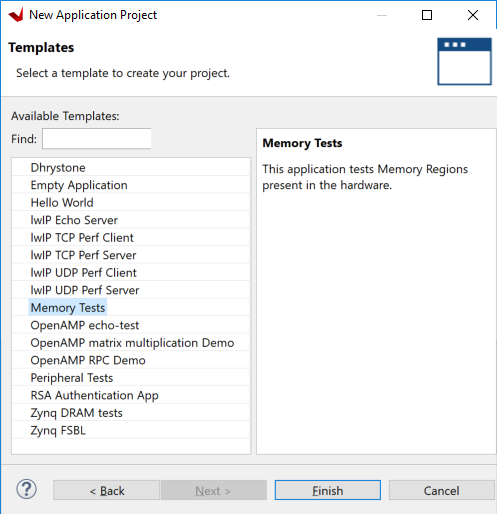 New Application Project
Templates
Select a template to create your project.
Available Templates:
Find:
Dhrystone
Empty Application
Hello World
lwIP Echo Server
lwIP TCP Perf Client
lwIP TCP Perf Server
lwIP UDP Perf Client
lwIP UDP Perf Server
Memory Tests
OpenAMP echo-test
OpenAMP matrix multiplication Demo
OpenAMP RPC Demo
Peripheral Tests
RSA Authentication App
Zynq DRAM tests
Zynq FSBL
Memory Tests
This application tests Memory Regions
present in the hardware.
?
< Back
Next >
Finish
Cancel